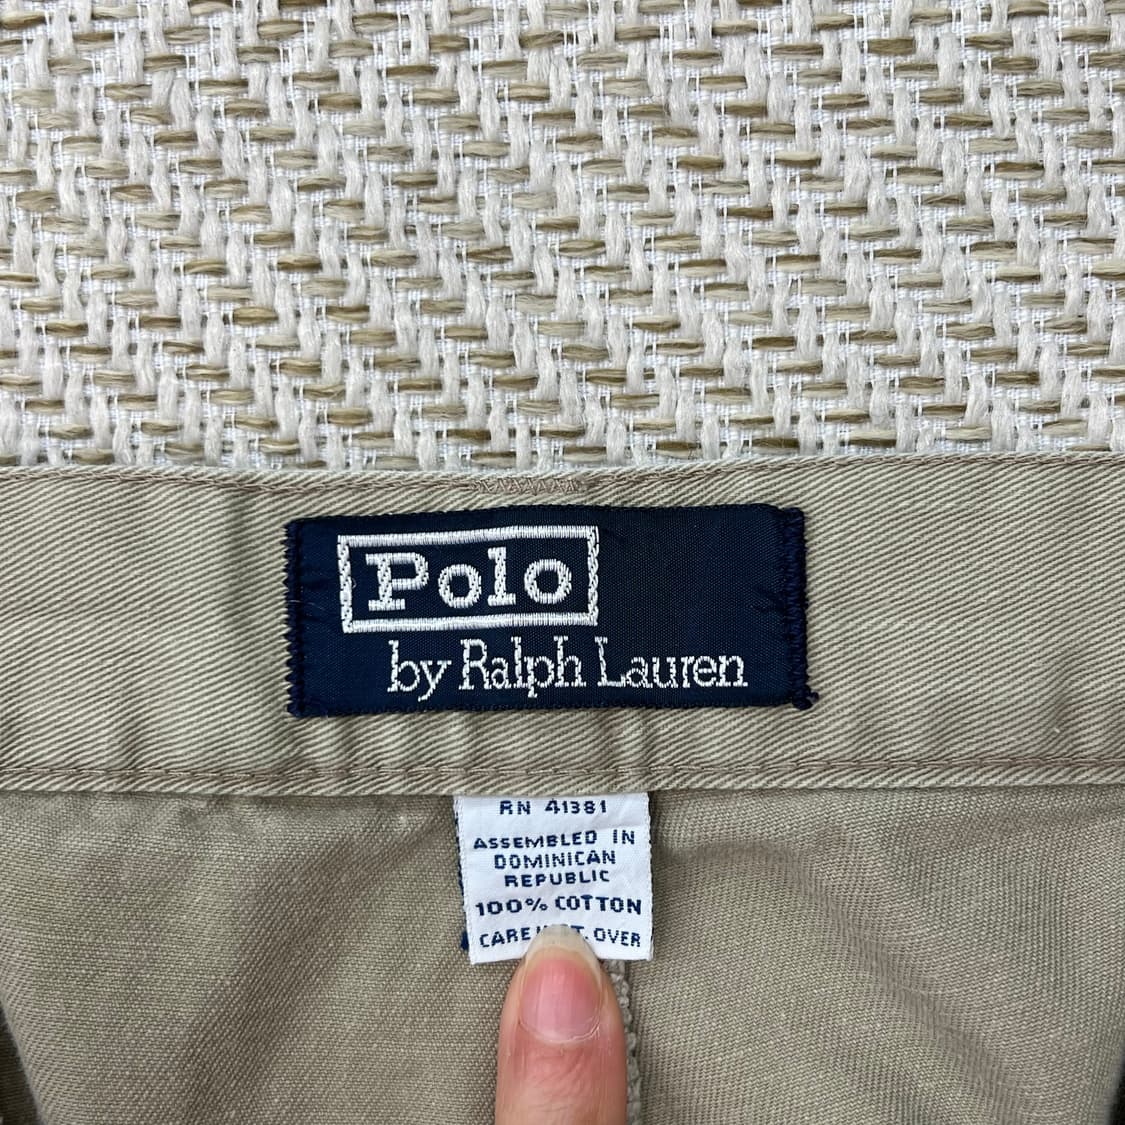 Polo
by Ralph Lauren
RN 41381
ASSEMBLED IN
DOMINICAN
REPUBLIC
100% COTTON
CARE OVER